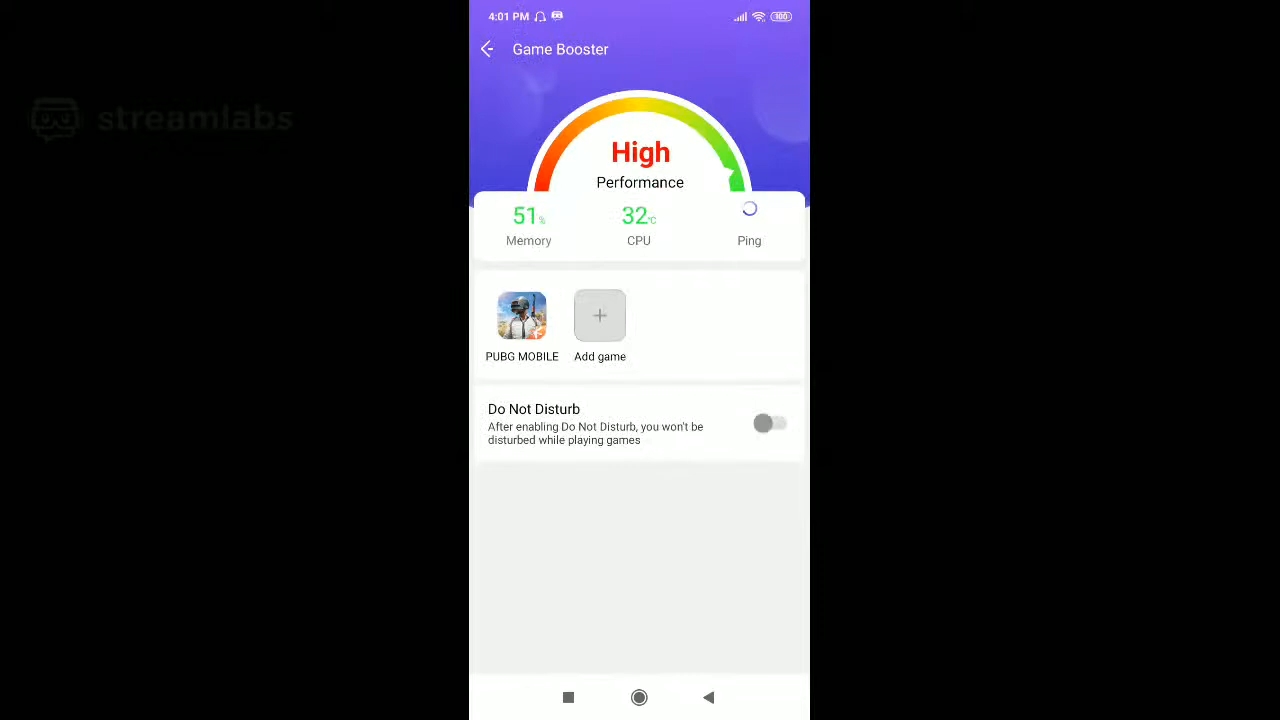 4:01 PM
100
Game Booster
streamlabs
High
Performance
51% 32°C
Memory CPU Ping
PUBG MOBILE Add game
Do Not Disturb
After enabling Do Not Disturb, you won't be
disturbed while playing games